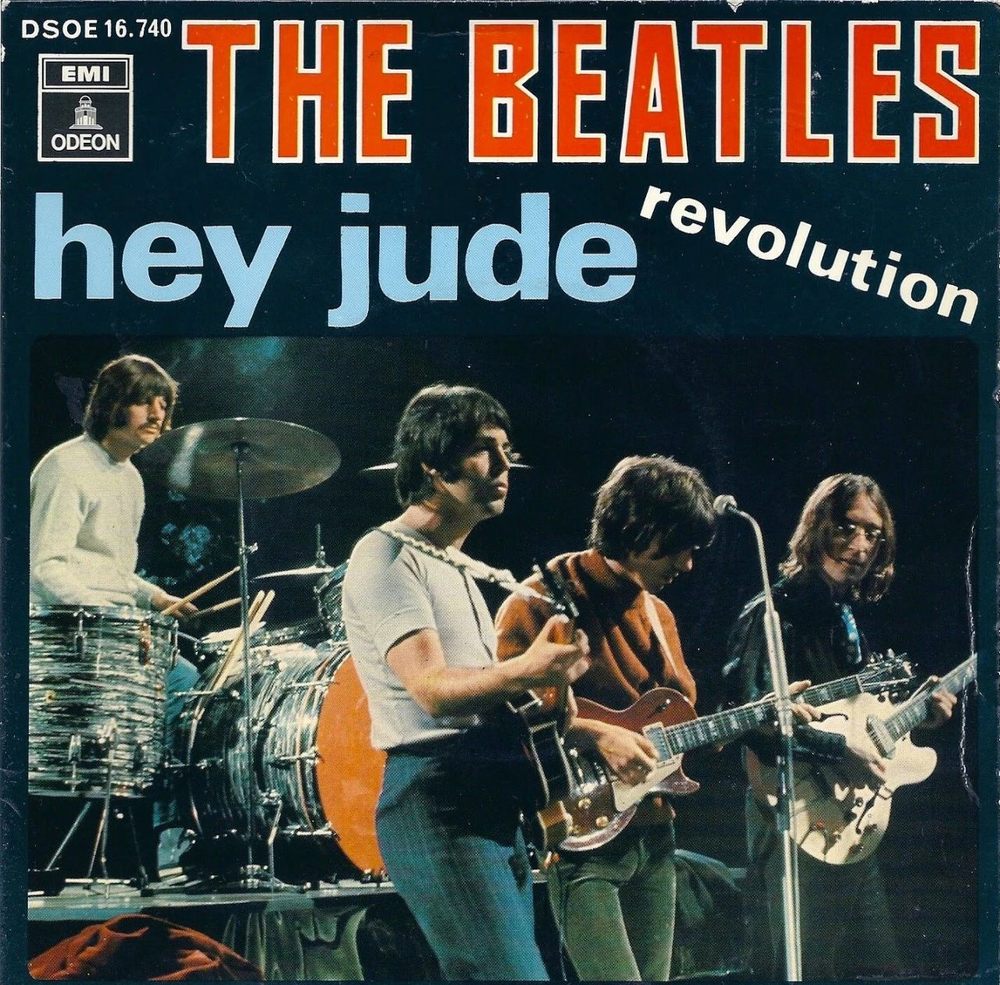 DSOE 16.740
THE BEATLES
EMI
ODEON
hey jude
revolution